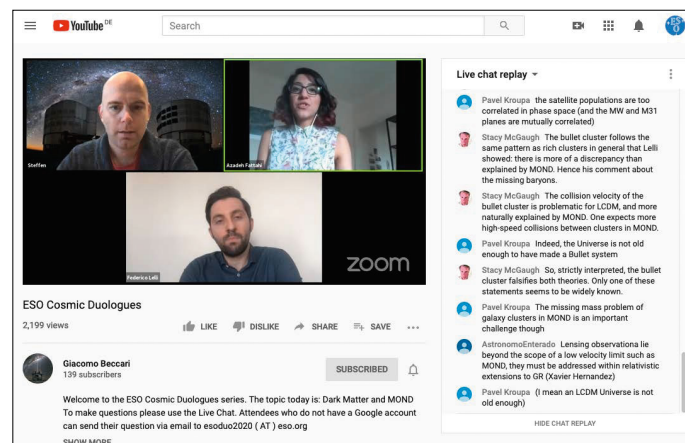 YouTube DE
Search
ES
O
Steffen
Azadeh Fattahi
Federico Lelli
zoom
ESO Cosmic Duologues
2,199 views
LIKE
DISLIKE
SHARE
SAVE
Giacomo Beccari
139 subscribers
SUBSCRIBED
Welcome to the ESO Cosmic Duologues series. The topic today is: Dark Matter and MOND
To make questions please use the Live Chat. Attendees who do not have a Google account
can send their question via email to esoduo2020 ( AT ) eso.org
SHOW MORE
Live chat replay
Pavel Kroupa the satellite populations are too
correlated in phase space (and the MW and M31
planes are mutually correlated)
Stacy McGaugh The bullet cluster follows the
same pattern as rich clusters in general that Lelli
showed: there is more of a discrepancy than
explained by MOND. Hence his comment about
the missing baryons.
Stacy McGaugh The collision velocity of the
bullet cluster is problematic for LCDM, and more
naturally explained by MOND. One expects more
high-speed collisions between clusters in MOND.
Pavel Kroupa Indeed, the Universe is not old
enough to have made a Bullet system
Stacy McGaugh So, strictly interpreted, the bullet
cluster falsifies both theories. Only one of these
statements seems to be widely known.
Pavel Kroupa The missing mass problem of
galaxy clusters in MOND is an important
challenge though
AstronomoEnterado Lensing observationa lie
beyond the scope of a low velocity limit such as
MOND, they must be addressed within relativistic
extensions to GR (Xavier Hernandez)
Pavel Kroupa (I mean an LCDM Universe is not
old enough)
HIDE CHAT REPLAY